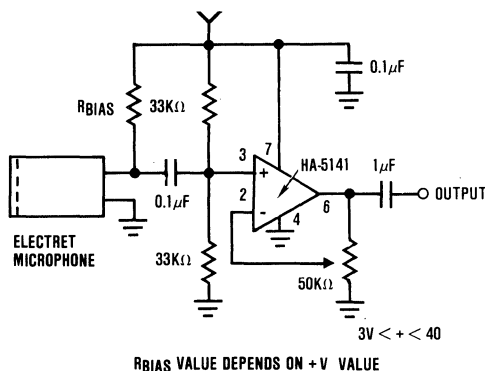 0.1µF
RBIAS
33KΩ
3
7
HA-5141
+
2
-
4
6
1µF
OUTPUT
0.1µF
ELECTRET
MICROPHONE
33KΩ
50KΩ
3V < + < 40
RBIAS VALUE DEPENDS ON +V VALUE